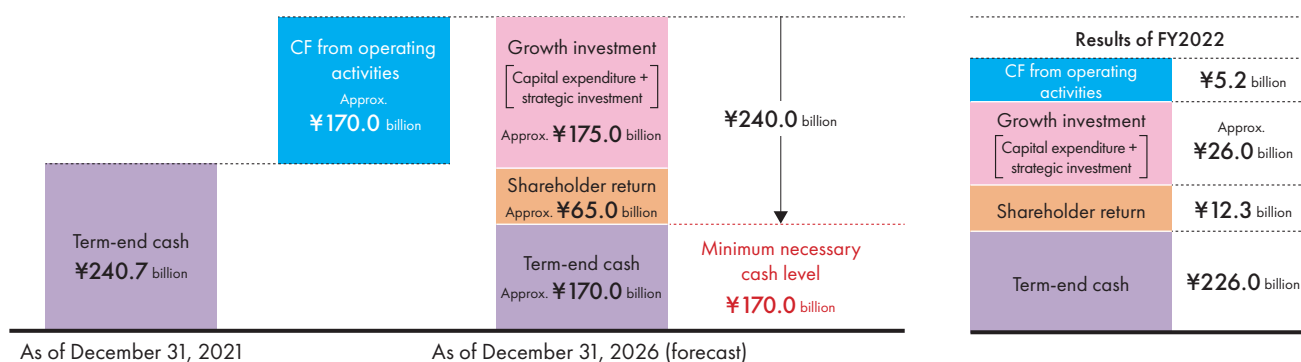 CF from operating
activities
Approx.
¥170.0 billion
Term-end cash
¥240.7 billion
Growth investment
[Capital expenditure +
strategic investment]
Approx. ¥175.0 billion
Shareholder return
Approx. ¥65.0 billion
Term-end cash
Approx. ¥170.0 billion
¥240.0 billion
Minimum necessary
cash level
¥170.0 billion
As of December 31, 2021
As of December 31, 2026 (forecast)
Results of FY2022
CF from operating
activities
¥5.2 billion
Growth investment
[Capital expenditure +
strategic investment]
Approx.
¥26.0 billion
Shareholder return
¥12.3 billion
Term-end cash
¥226.0 billion